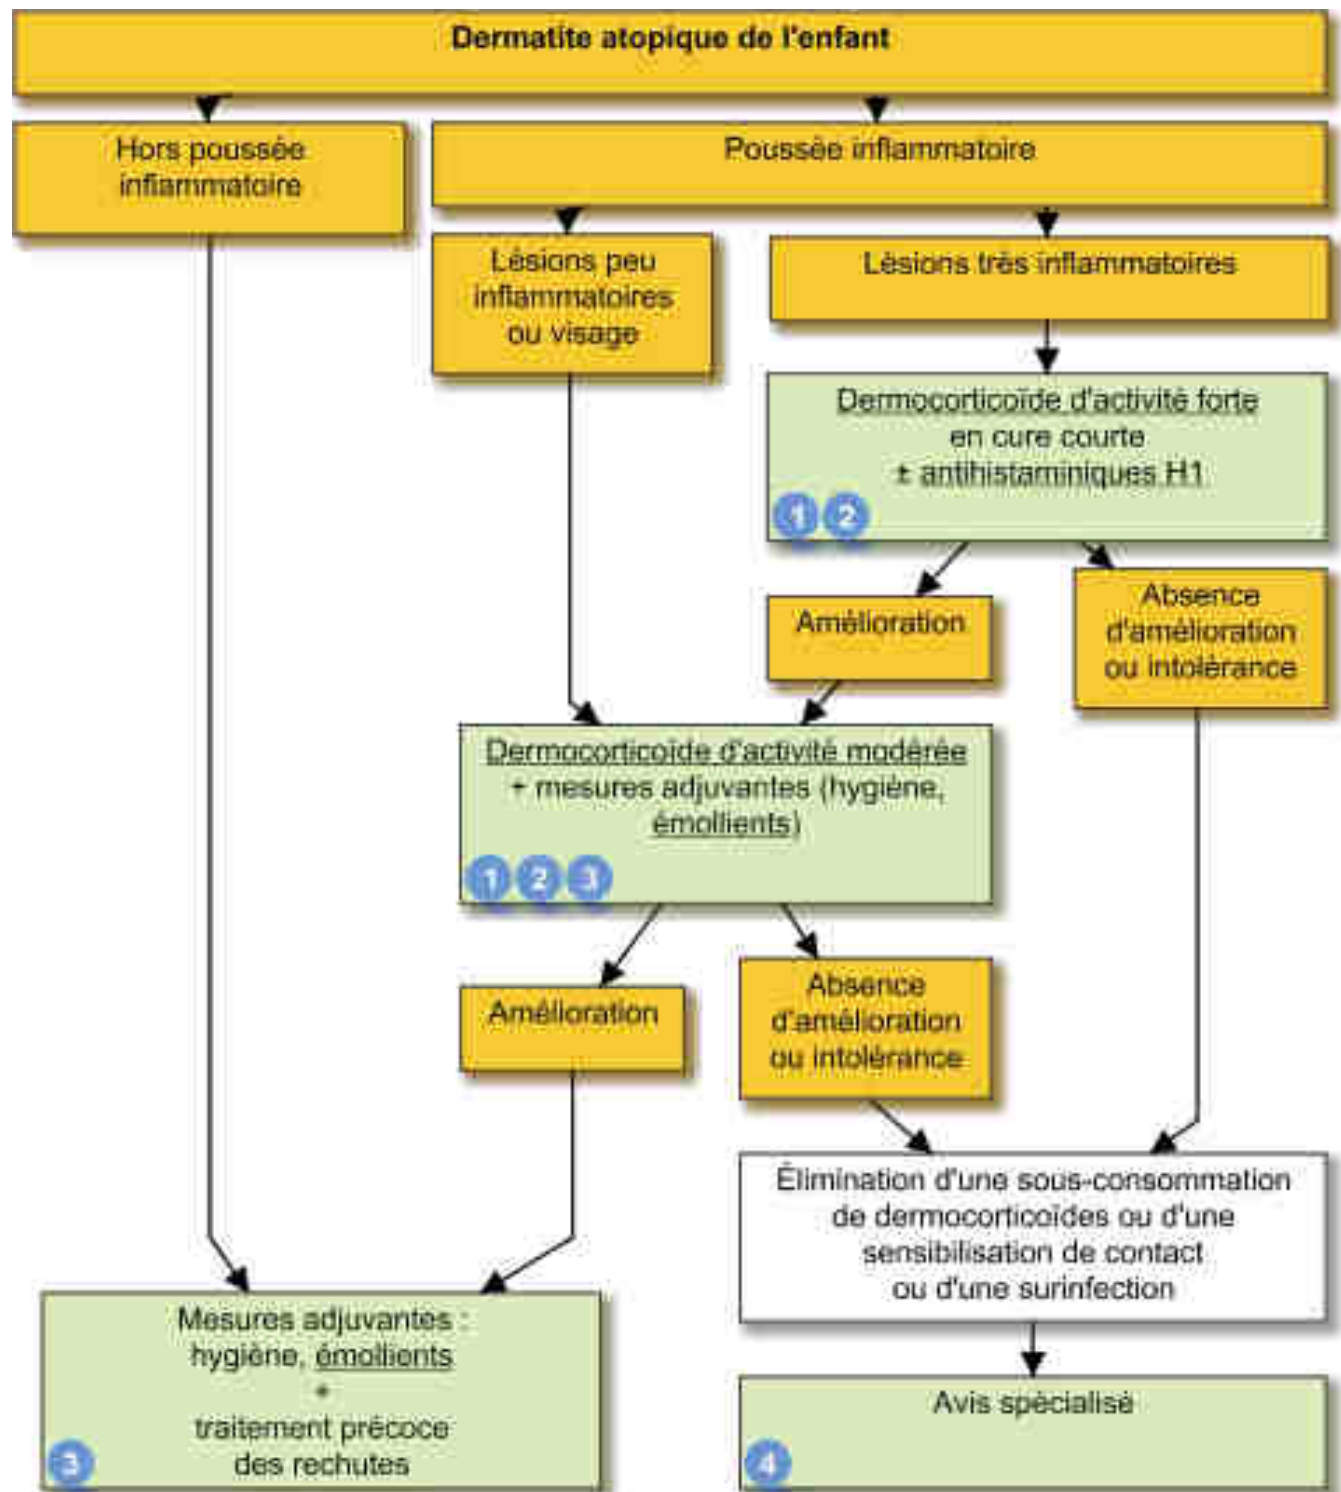 Dermatite atopique de l'enfant
Hors poussée
inflammatoire
Poussée inflammatoire
Lésions peu
inflammatoires
ou visage
Lésions très inflammatoires
Dermocorticoïde d'activité forte
en cure courte
± antihistaminiques H1
1 2
Amélioration
Absence
d'amélioration
ou intolérance
Dermocorticoïde d'activité modérée
+ mesures adjuvantes (hygiène,
émollients)
1 2 3
Amélioration
Absence
d'amélioration
ou intolérance
Élimination d'une sous-consommation
de dermocorticoïdes ou d'une
sensibilisation de contact
ou d'une surinfection
Mesures adjuvantes :
hygiène, émollients
+
traitement précoce
des rechutes
3
Avis spécialisé
4